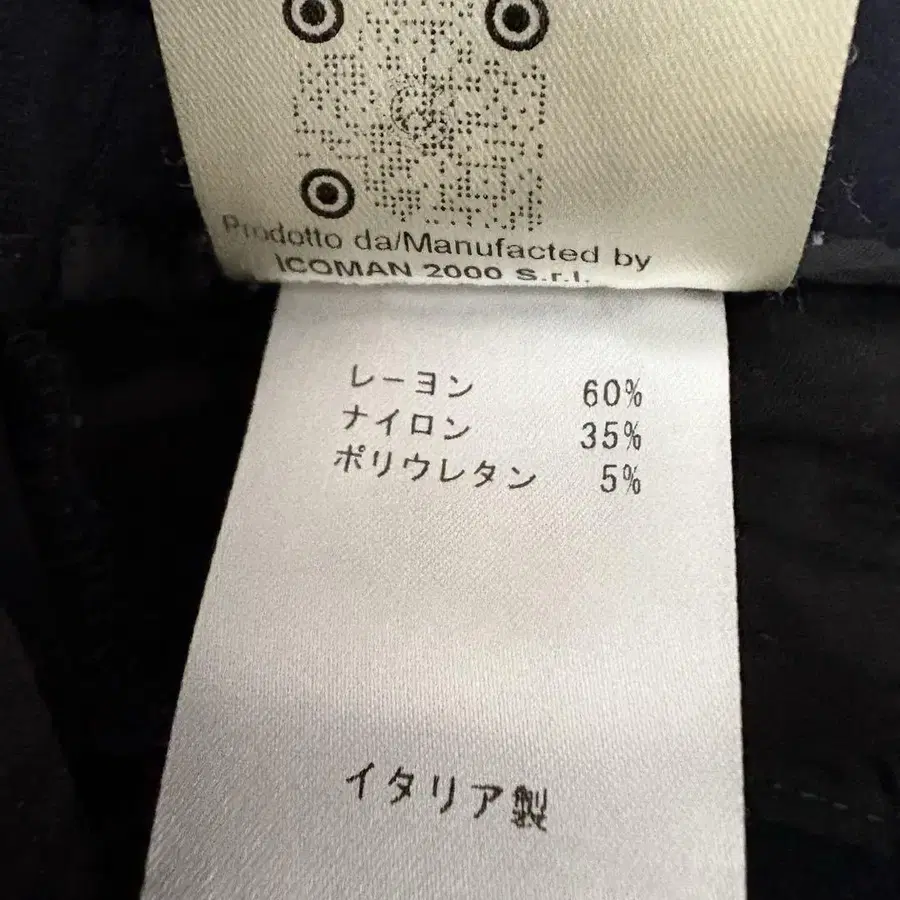 Prodotto da/Manufacted by
ICOMAN 2000 S.r.l.
レーヨン 60%
ナイロン 35%
ポリウレタン 5%
イタリア製